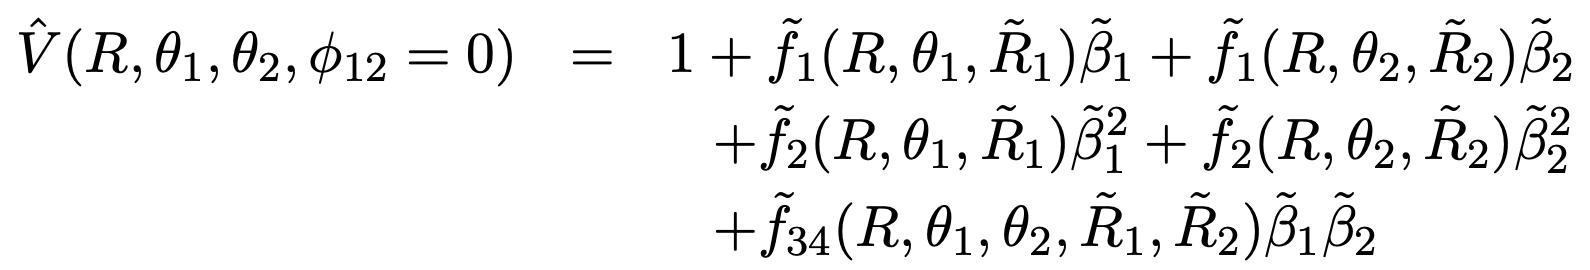 V̂(R, θ₁, θ₂, ϕ₁₂ = 0) = 1 + f̃₁(R, θ₁, R̃₁)β̃₁ + f̃₁(R, θ₂, R̃₂)β̃₂
+f̃₂(R, θ₁, R̃₁)β̃₁² + f̃₂(R, θ₂, R̃₂)β̃₂²
+f̃₃₄(R, θ₁, θ₂, R̃₁, R̃₂)β̃₁β̃₂